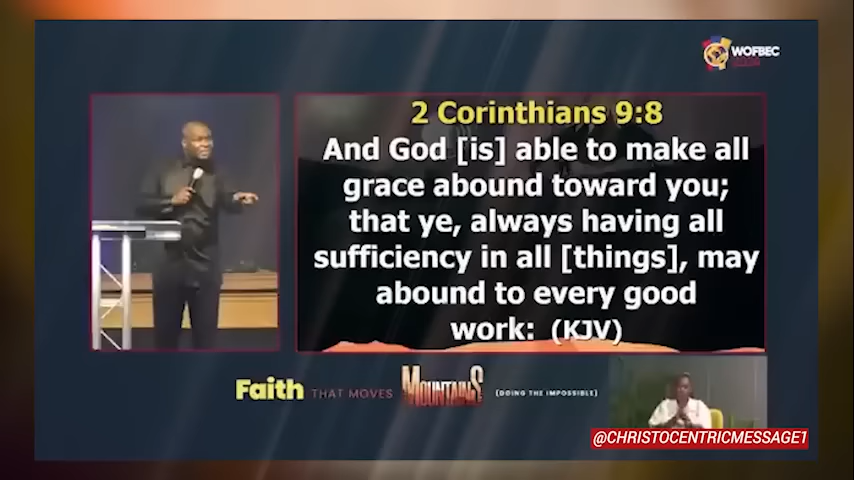 WOFBEC
2 Corinthians 9:8
And God [is] able to make all
grace abound toward you;
that ye, always having all
sufficiency in all [things], may
abound to every good
work: (KJV)
Faith THAT MOVES MOUNTAINS [DOING THE IMPOSSIBLE]
@CHRISTOCENTRICMESSAGE1